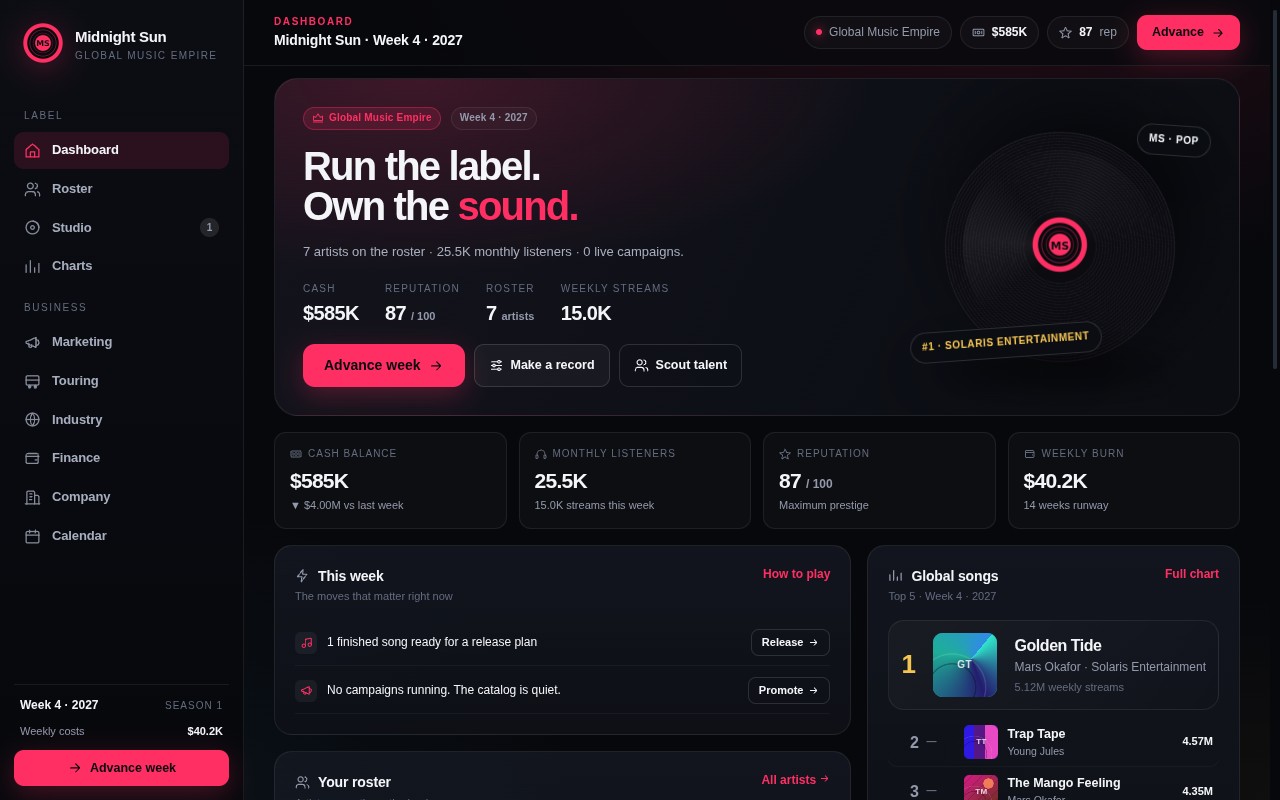 MS
Midnight Sun
GLOBAL MUSIC EMPIRE
LABEL
Dashboard
Roster
Studio
1
Charts
BUSINESS
Marketing
Touring
Industry
Finance
Company
Calendar
Week 4 · 2027
SEASON 1
Weekly costs
$40.2K
Advance week
DASHBOARD
Midnight Sun · Week 4 · 2027
Global Music Empire
$585K
87 rep
Advance
Global Music Empire
Week 4 · 2027
Run the label.
Own the sound.
7 artists on the roster · 25.5K monthly listeners · 0 live campaigns.
CASH
$585K
REPUTATION
87 / 100
ROSTER
7 artists
WEEKLY STREAMS
15.0K
Advance week
Make a record
Scout talent
MS · POP
MS
#1 · SOLARIS ENTERTAINMENT
CASH BALANCE
$585K
▼ $4.00M vs last week
MONTHLY LISTENERS
25.5K
15.0K streams this week
REPUTATION
87 / 100
Maximum prestige
WEEKLY BURN
$40.2K
14 weeks runway
This week
How to play
The moves that matter right now
1 finished song ready for a release plan
Release
No campaigns running. The catalog is quiet.
Promote
Your roster
All artists
Global songs
Full chart
Top 5 · Week 4 · 2027
1
GT
Golden Tide
Mars Okafor · Solaris Entertainment
5.12M weekly streams
2
TT
Trap Tape
Young Jules
4.57M
3
TM
The Mango Feeling
Mars Okafor
4.35M